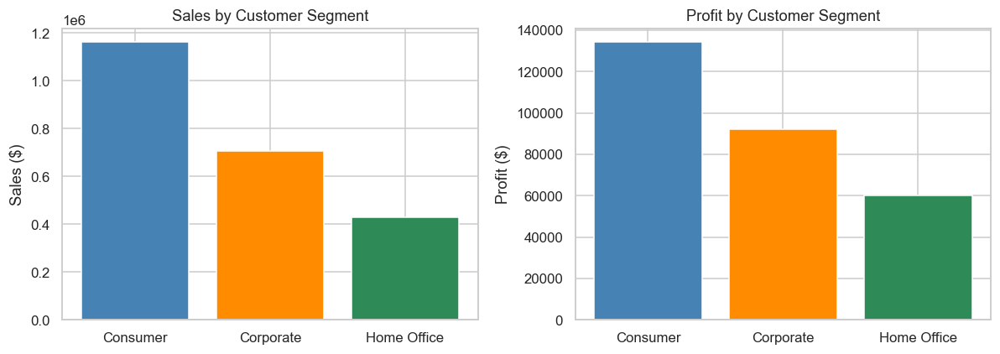 Sales by Customer Segment
1e6
1.2
1.0
0.8
0.6
0.4
0.2
0.0
Sales ($)
Consumer
Corporate
Home Office
Profit by Customer Segment
140000
120000
100000
80000
60000
40000
20000
0
Profit ($)
Consumer
Corporate
Home Office